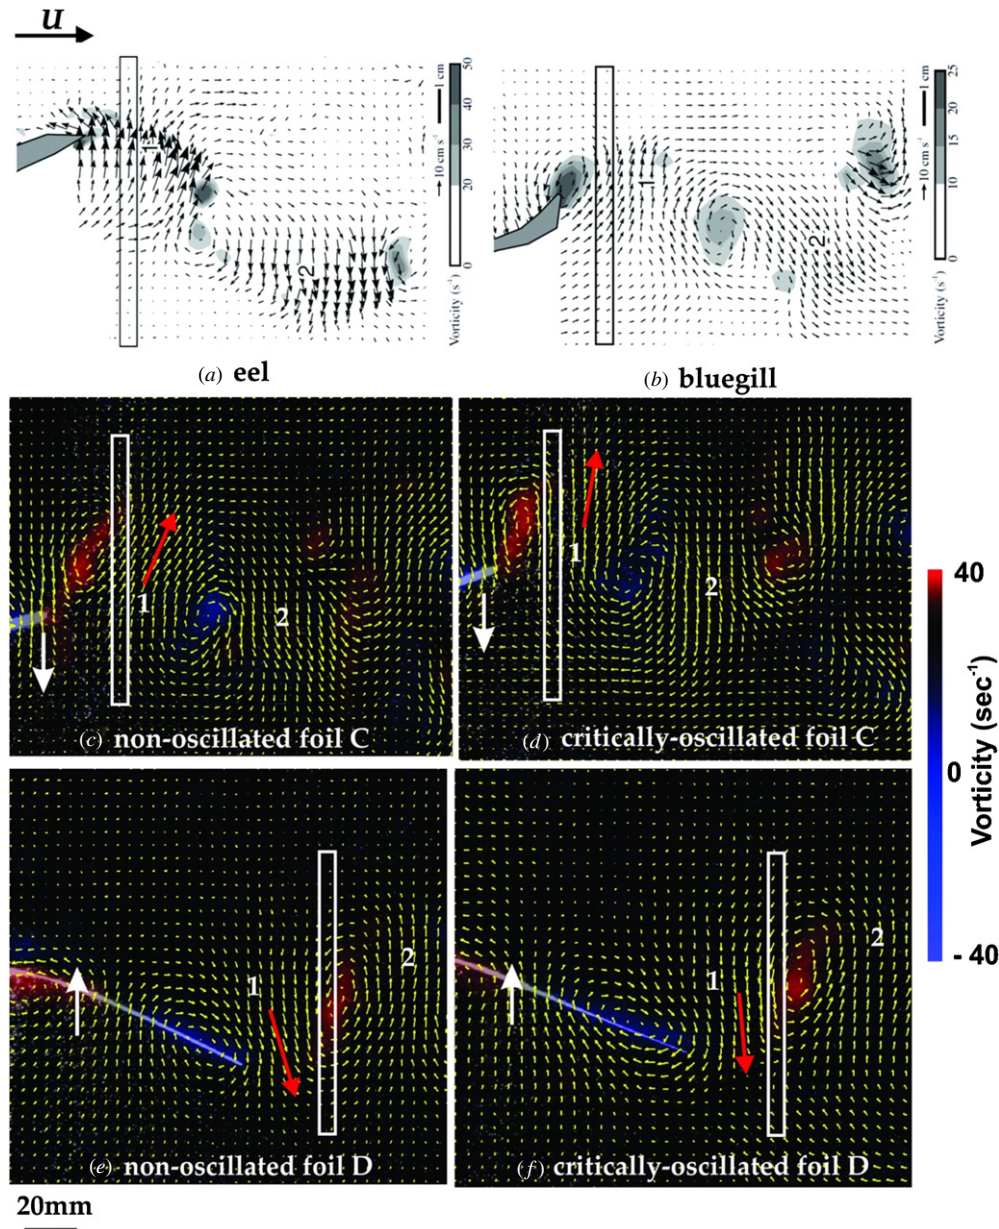 u
1
2
0
20
30
40
50
10 cm s⁻¹
1 cm
Vorticity (s⁻¹)
(a) eel
1
2
0
10
15
20
25
10 cm s⁻¹
1 cm
Vorticity (s⁻¹)
(b) bluegill
1
2
(c) non-oscillated foil C
1
2
(d) critically-oscillated foil C
40
0
- 40
Vorticity (sec⁻¹)
1
2
(e) non-oscillated foil D
1
2
(f) critically-oscillated foil D
20mm